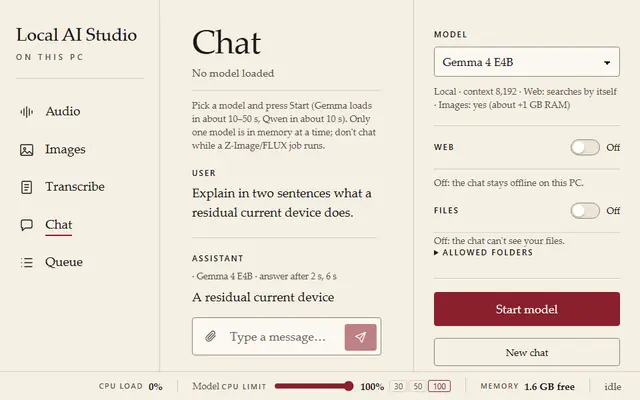 Local AI Studio
ON THIS PC
Audio
Images
Transcribe
Chat
Queue
Chat
No model loaded
Pick a model and press Start (Gemma loads
in about 10–50 s, Qwen in about 10 s). Only
one model is in memory at a time; don't chat
while a Z-Image/FLUX job runs.
USER
Explain in two sentences what a
residual current device does.
ASSISTANT
· Gemma 4 E4B · answer after 2 s, 6 s
A residual current device
Type a message…
MODEL
Gemma 4 E4B
Local · context 8,192 · Web: searches by itself
· Images: yes (about +1 GB RAM)
WEB Off
Off: the chat stays offline on this PC.
FILES Off
Off: the chat can't see your files.
ALLOWED FOLDERS
Start model
New chat
CPU LOAD 0% Model CPU LIMIT 100% 30 50 100 MEMORY 1.6 GB free idle